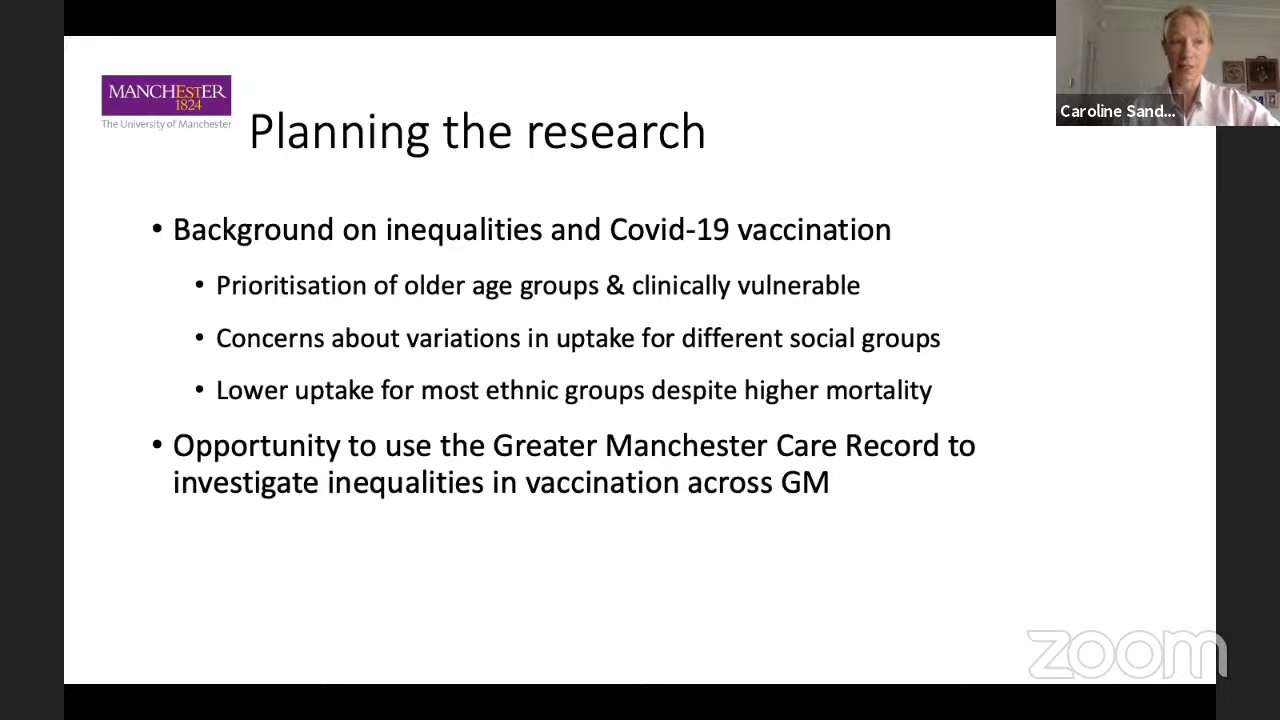 MANCHESTER
1824
The University of Manchester
Planning the research
Caroline Sand...
• Background on inequalities and Covid-19 vaccination
• Prioritisation of older age groups & clinically vulnerable
• Concerns about variations in uptake for different social groups
• Lower uptake for most ethnic groups despite higher mortality
• Opportunity to use the Greater Manchester Care Record to
investigate inequalities in vaccination across GM
zoom